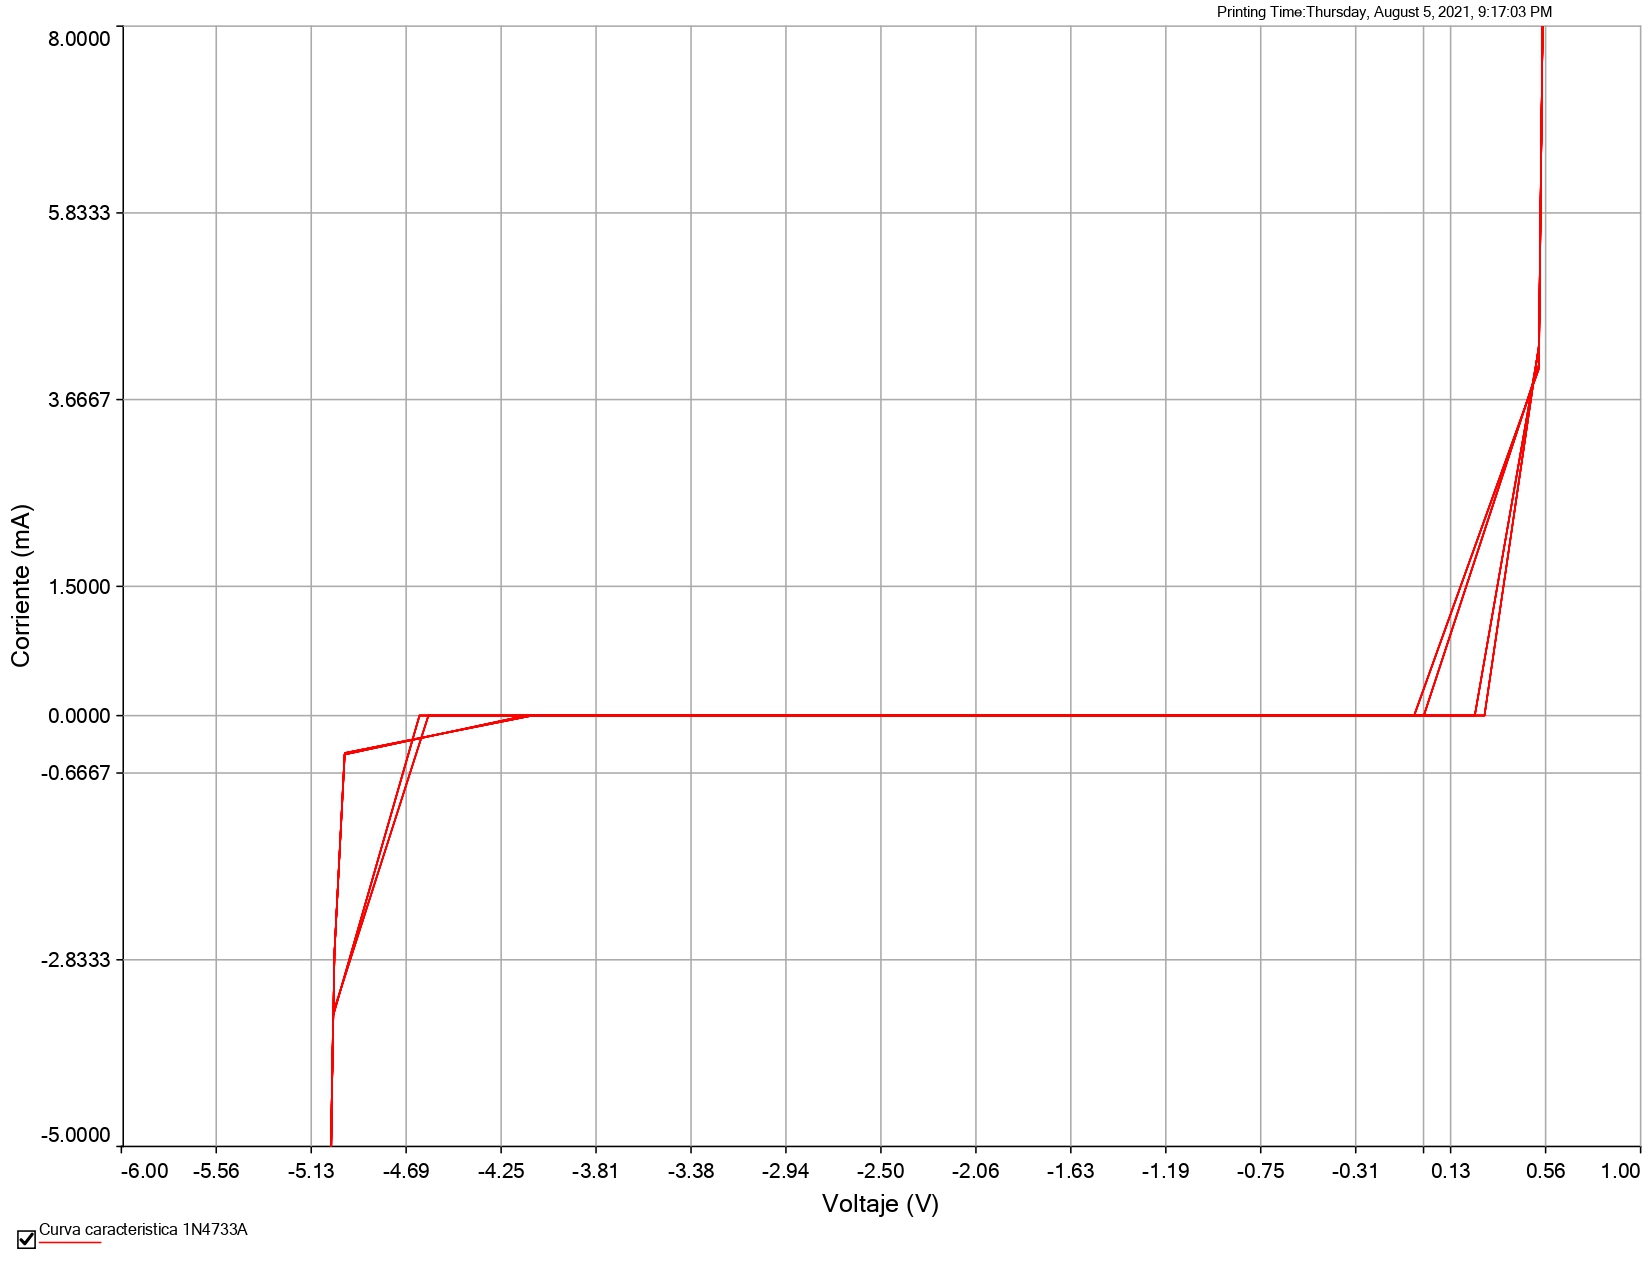 Printing Time:Thursday, August 5, 2021, 9:17:03 PM
8.0000
5.8333
3.6667
1.5000
0.0000
-0.6667
-2.8333
-5.0000
Corriente (mA)
-6.00 -5.56 -5.13 -4.69 -4.25 -3.81 -3.38 -2.94 -2.50 -2.06 -1.63 -1.19 -0.75 -0.31 0.13 0.56 1.00
Voltaje (V)
Curva caracteristica 1N4733A